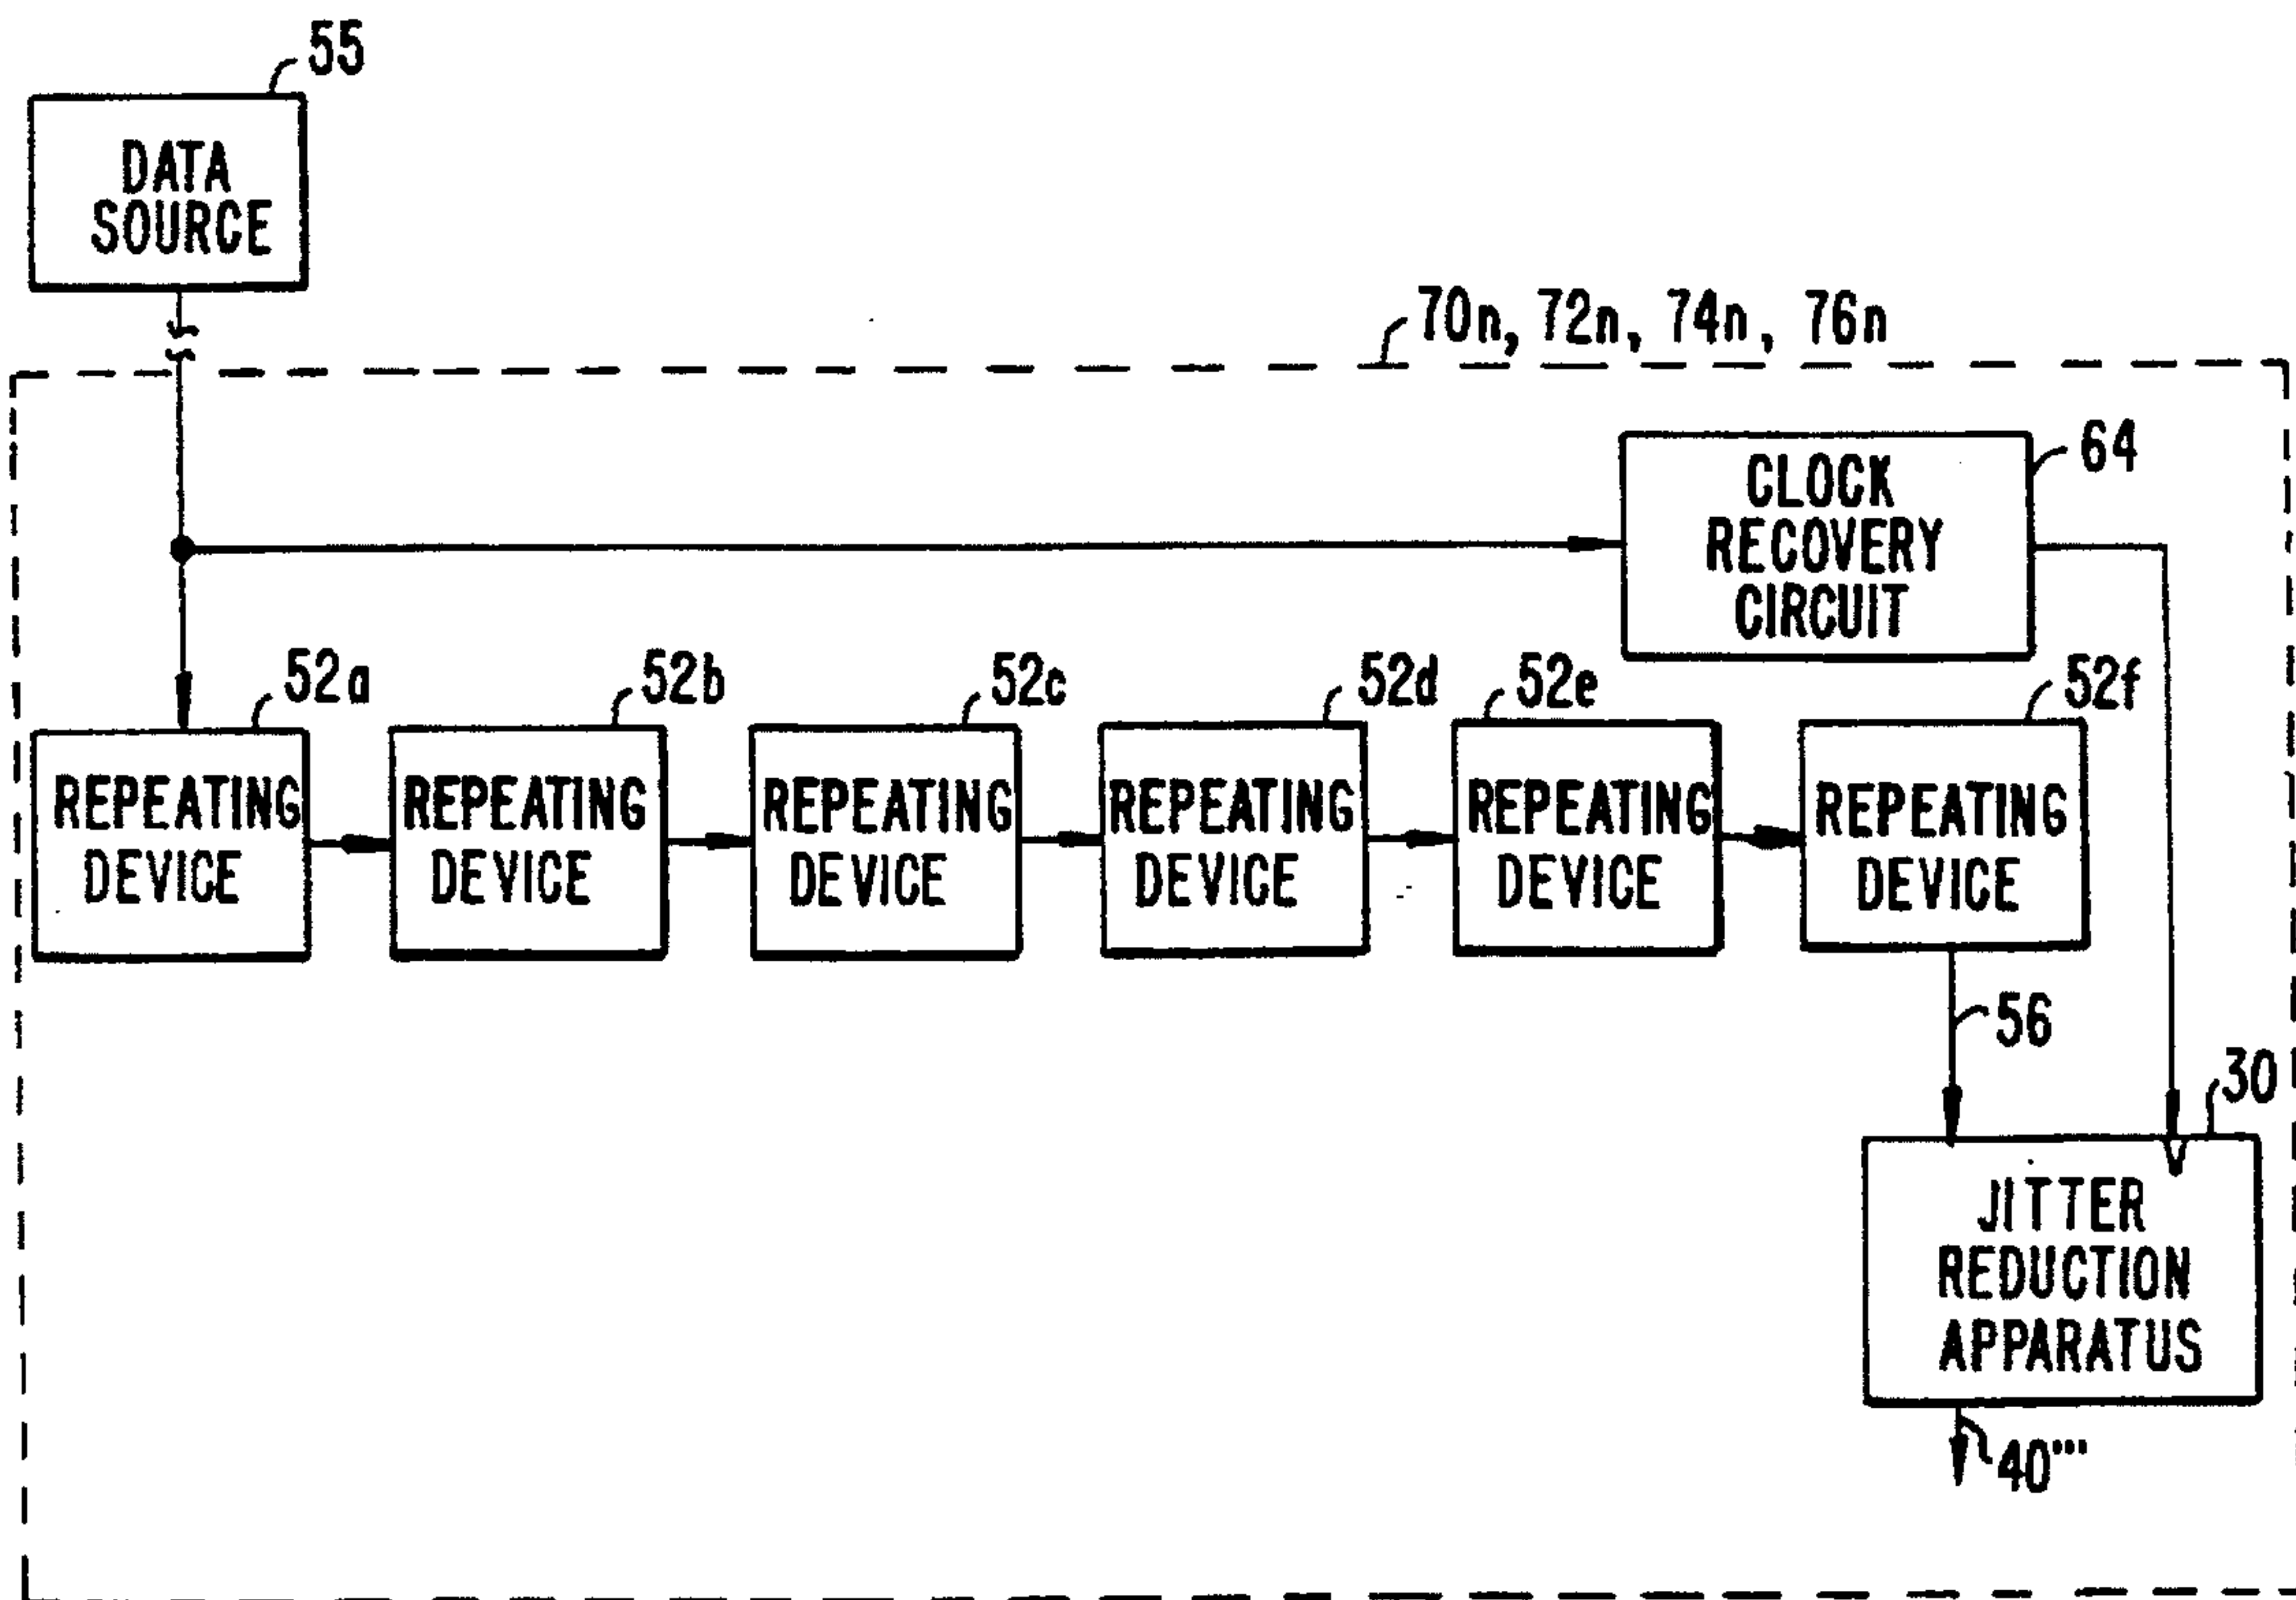 55
DATA
SOURCE
70n, 72n, 74n, 76n
64
CLOCK
RECOVERY
CIRCUIT
52a
52b
52c
52d
52e
52f
REPEATING
DEVICE
REPEATING
DEVICE
REPEATING
DEVICE
REPEATING
DEVICE
REPEATING
DEVICE
REPEATING
DEVICE
56
30
JITTER
REDUCTION
APPARATUS
40""